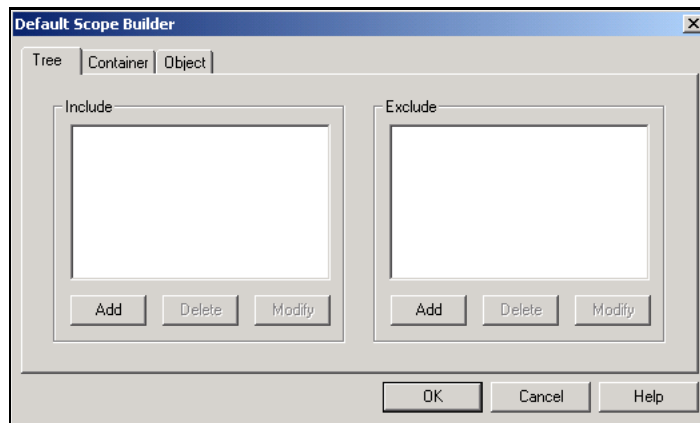 Default Scope Builder
Tree Container Object
Include Exclude
Add Delete Modify Add Delete Modify
OK Cancel Help